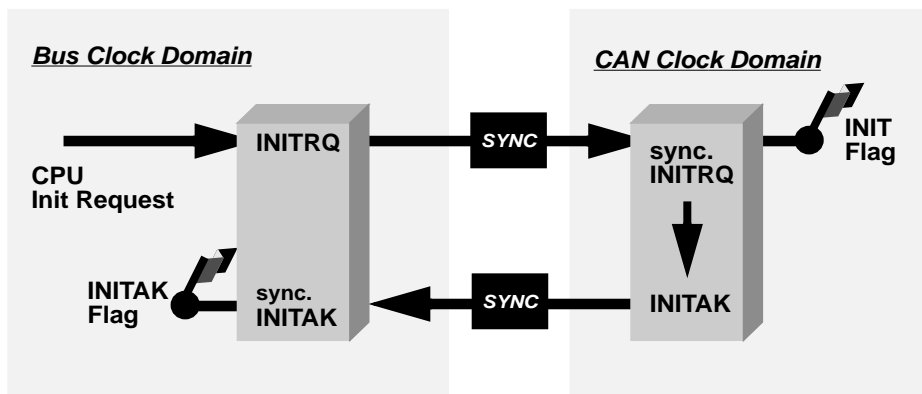 Bus Clock Domain
CAN Clock Domain
INITRQ
SYNC
sync.
INITRQ
INIT
Flag
CPU
Init Request
INITAK
Flag
sync.
INITAK
SYNC
INITAK